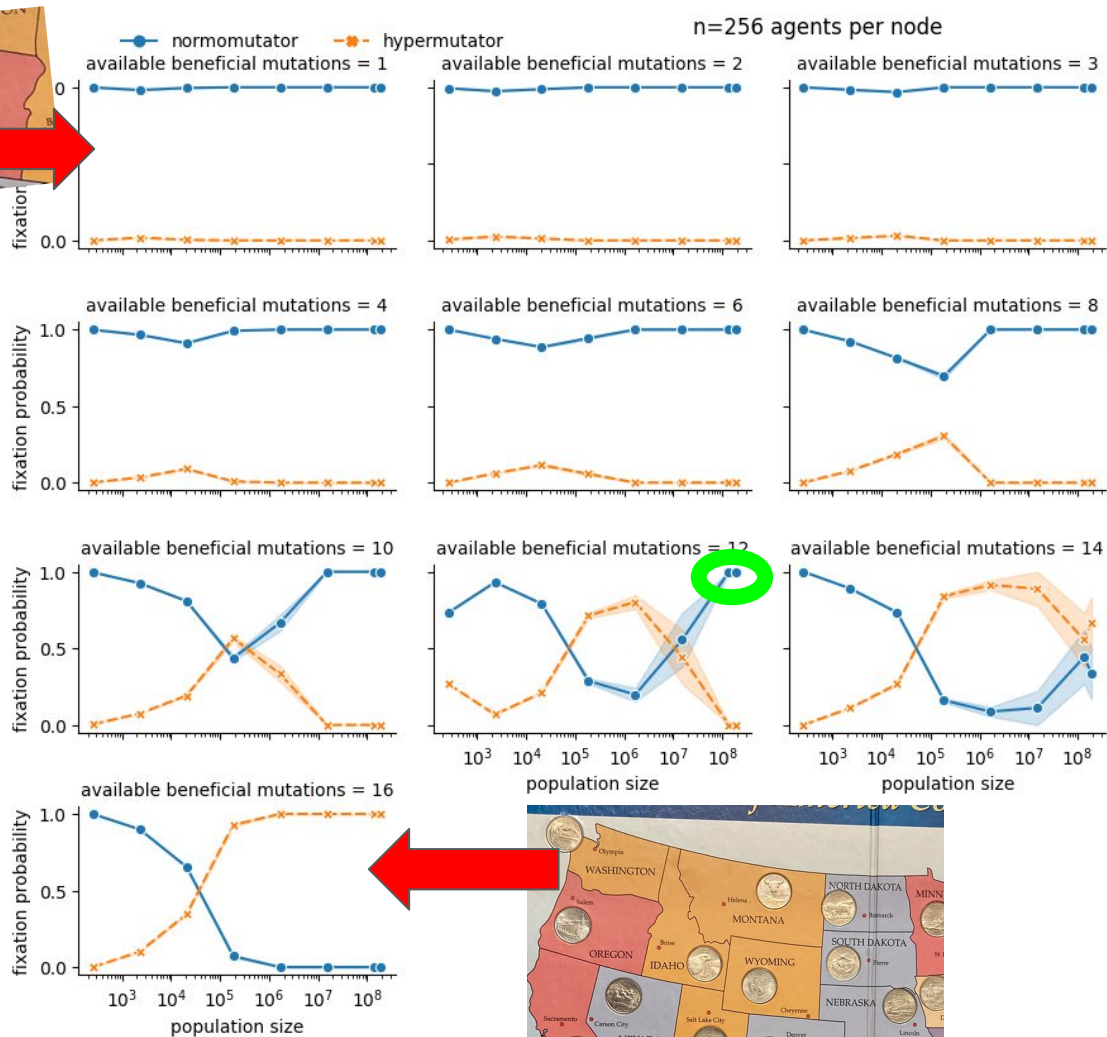 n=256 agents per node
normomutator hypermutator
available beneficial mutations = 1 available beneficial mutations = 2 available beneficial mutations = 3
0
fixation
0.0
available beneficial mutations = 4 available beneficial mutations = 6 available beneficial mutations = 8
1.0
fixation probability
0.5
0.0
available beneficial mutations = 10 available beneficial mutations = 12 available beneficial mutations = 14
1.0
fixation probability
0.5
0.0
10³ 10⁴ 10⁵ 10⁶ 10⁷ 10⁸ 10³ 10⁴ 10⁵ 10⁶ 10⁷ 10⁸
population size population size
available beneficial mutations = 16
1.0
fixation probability
0.5
0.0
10³ 10⁴ 10⁵ 10⁶ 10⁷ 10⁸
population size
Olympia
WASHINGTON
Salem
Helena
NORTH DAKOTA
MINN
MONTANA
Bismarck
OREGON
Boise
IDAHO
WYOMING
SOUTH DAKOTA
Pierre
NEBRASKA
Sacramento
Carson City
Salt Lake City
Cheyenne
Denver
Lincoln